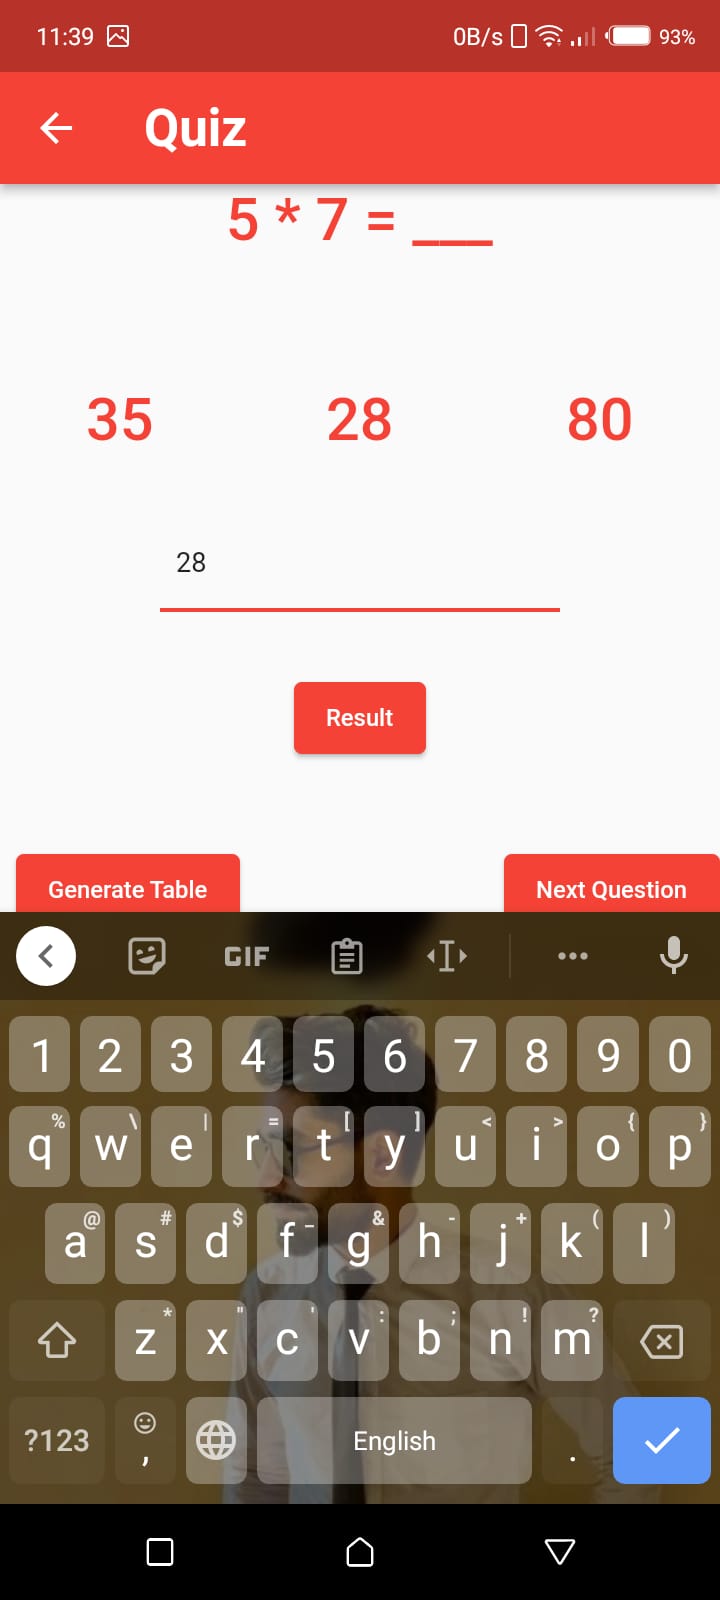 11:39 0B/s 93%
Quiz
5 * 7 = ___
35 28 80
28
Result
Generate Table Next Question
GIF
1 2 3 4 5 6 7 8 9 0
% \ | = [ ] < > { }
q w e r t y u i o p
@ # $ _ & - + ( )
a s d f g h j k l
* " ' : ; ! ?
z x c v b n m
?123 , English .